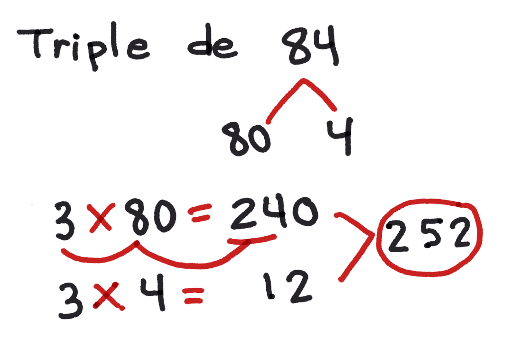 Triple de 84
80 4
3 × 80 = 240
252
3 × 4 = 12